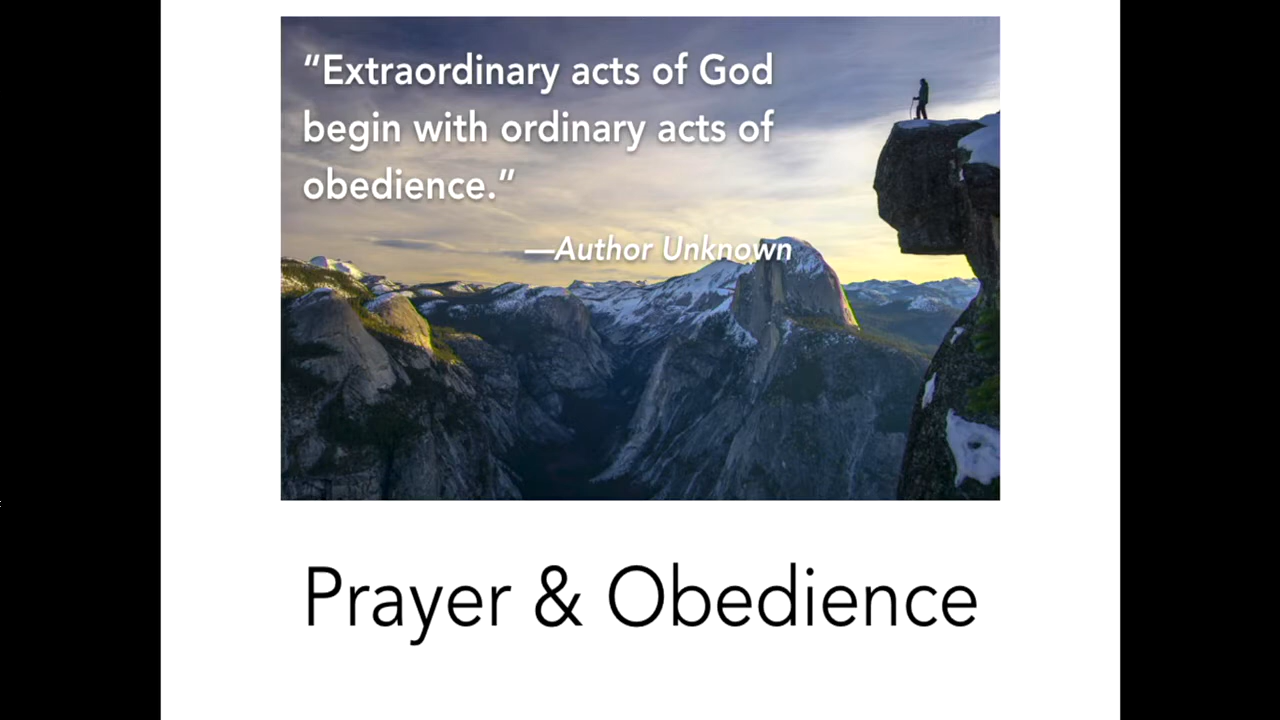 “Extraordinary acts of God
begin with ordinary acts of
obedience.”
—Author Unknown
Prayer & Obedience